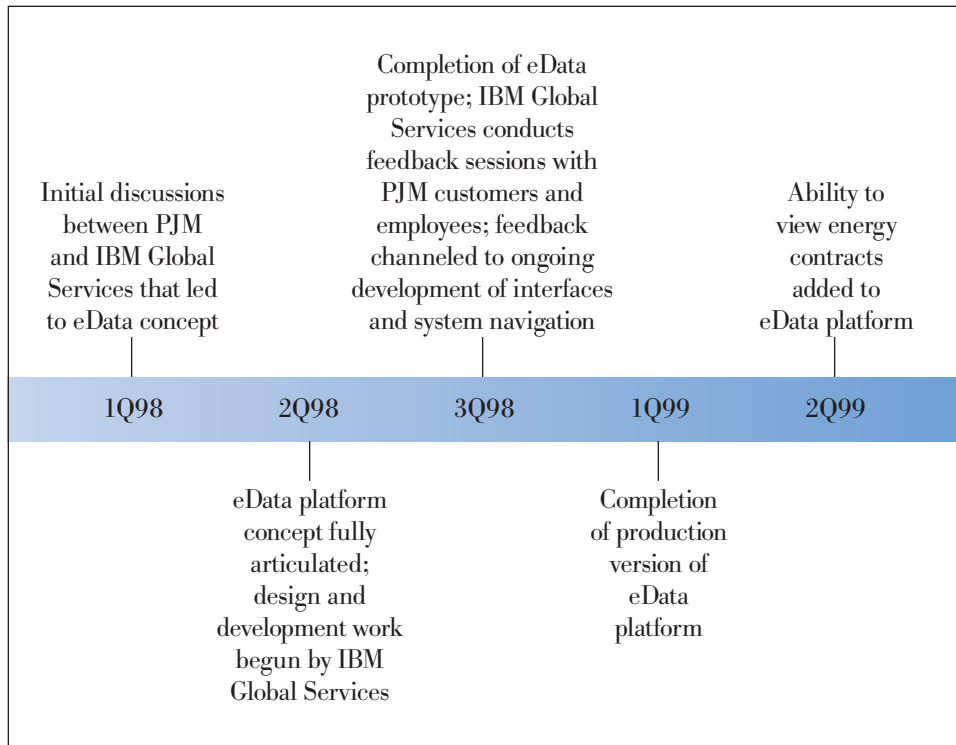 Completion of eData
prototype; IBM Global
Services conducts
feedback sessions with
PJM customers and
employees; feedback
channeled to ongoing
development of interfaces
and system navigation
Initial discussions
between PJM
and IBM Global
Services that led
to eData concept
Ability to
view energy
contracts
added to
eData platform
1Q98
2Q98
3Q98
1Q99
2Q99
eData platform
concept fully
articulated;
design and
development work
begun by IBM
Global Services
Completion
of production
version of
eData
platform